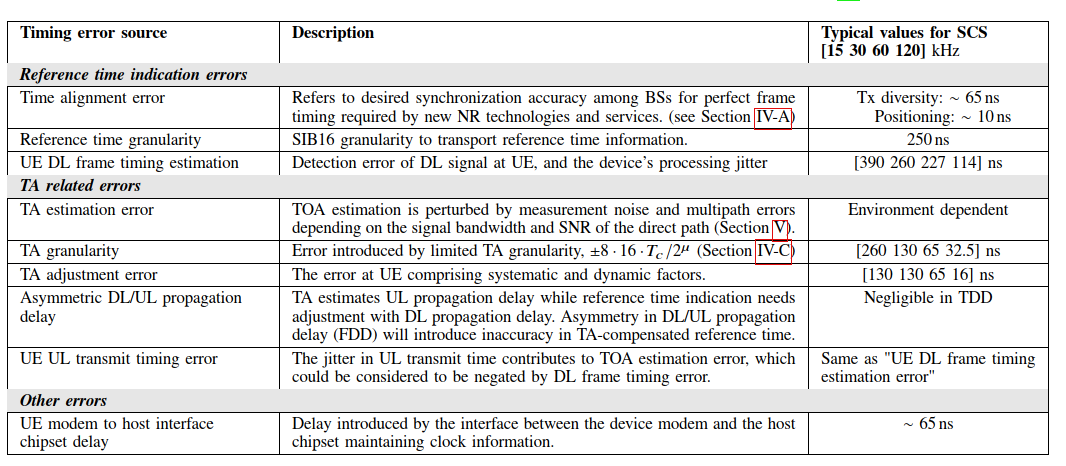 Timing error source Description Typical values for SCS
[15 30 60 120] kHz
Reference time indication errors
Time alignment error Refers to desired synchronization accuracy among BSs for perfect frame Tx diversity: ∼ 65 ns
timing required by new NR technologies and services. (see Section IV-A) Positioning: ∼ 10 ns
Reference time granularity SIB16 granularity to transport reference time information. 250 ns
UE DL frame timing estimation Detection error of DL signal at UE, and the device's processing jitter [390 260 227 114] ns
TA related errors
TA estimation error TOA estimation is perturbed by measurement noise and multipath errors Environment dependent
depending on the signal bandwidth and SNR of the direct path (Section V).
TA granularity Error introduced by limited TA granularity, ±8 · 16 · T_c/2^μ (Section IV-C) [260 130 65 32.5] ns
TA adjustment error The error at UE comprising systematic and dynamic factors. [130 130 65 16] ns
Asymmetric DL/UL propagation TA estimates UL propagation delay while reference time indication needs Negligible in TDD
delay adjustment with DL propagation delay. Asymmetry in DL/UL propagation
delay (FDD) will introduce inaccuracy in TA-compensated reference time.
UE UL transmit timing error The jitter in UL transmit time contributes to TOA estimation error, which Same as "UE DL frame timing
could be considered to be negated by DL frame timing error. estimation error"
Other errors
UE modem to host interface Delay introduced by the interface between the device modem and the host ∼ 65 ns
chipset delay chipset maintaining clock information.